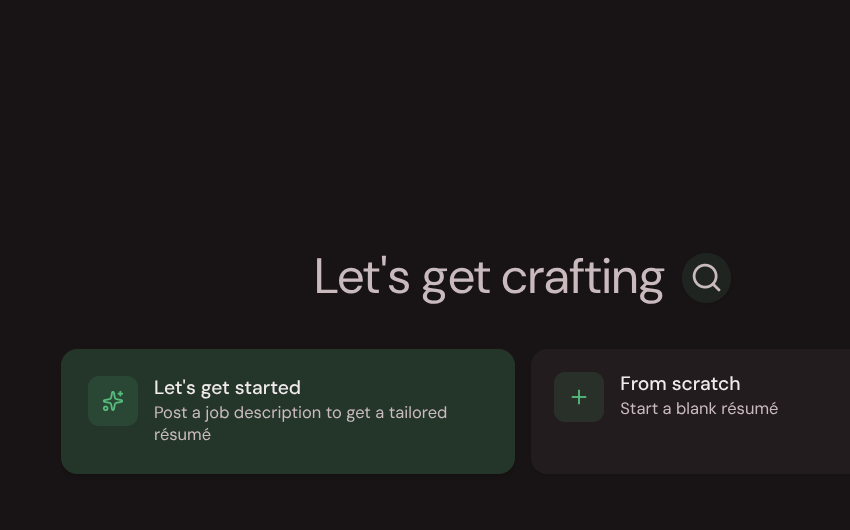 Let's get crafting
Let's get started
Post a job description to get a tailored
résumé
From scratch
Start a blank résumé